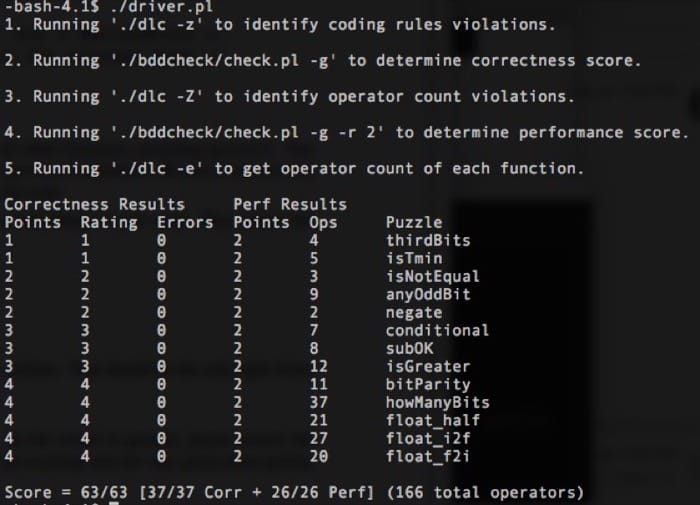 -bash-4.1$ ./driver.pl
1. Running './dlc -z' to identify coding rules violations.
2. Running './bddcheck/check.pl -g' to determine correctness score.
3. Running './dlc -Z' to identify operator count violations.
4. Running './bddcheck/check.pl -g -r 2' to determine performance score.
5. Running './dlc -e' to get operator count of each function.
Correctness Results Perf Results
Points Rating Errors Points Ops Puzzle
1 1 0 2 4 thirdBits
1 1 0 2 5 isTmin
2 2 0 2 3 isNotEqual
2 2 0 2 9 anyOddBit
2 2 0 2 2 negate
3 3 0 2 7 conditional
3 3 0 2 8 subOK
3 3 0 2 12 isGreater
4 4 0 2 11 bitParity
4 4 0 2 37 howManyBits
4 4 0 2 21 float_half
4 4 0 2 27 float_i2f
4 4 0 2 20 float_f2i
Score = 63/63 [37/37 Corr + 26/26 Perf] (166 total operators)